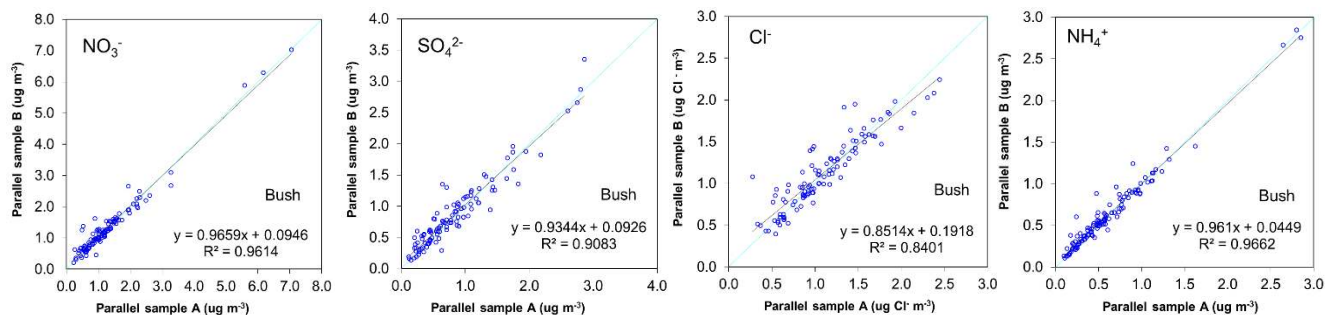 8.0
7.0
6.0
5.0
4.0
3.0
2.0
1.0
0.0
Parallel sample B (ug m-3)
NO3-
Bush
y = 0.9659x + 0.0946
R² = 0.9614
0.0 1.0 2.0 3.0 4.0 5.0 6.0 7.0 8.0
Parallel sample A (ug m-3)
4.0
3.5
3.0
2.5
2.0
1.5
1.0
0.5
0.0
Parallel sample B (ug m-3)
SO42-
Bush
y = 0.9344x + 0.0926
R² = 0.9083
0.0 1.0 2.0 3.0 4.0
Parallel sample A (ug m-3)
3.0
2.5
2.0
1.5
1.0
0.5
0.0
Parallel sample B (ug Cl- m-3)
Cl-
Bush
y = 0.8514x + 0.1918
R² = 0.8401
0.0 0.5 1.0 1.5 2.0 2.5 3.0
Parallel sample A (ug Cl- m-3)
3.0
2.5
2.0
1.5
1.0
0.5
0.0
Parallel sample B (ug m-3)
NH4+
Bush
y = 0.961x + 0.0449
R² = 0.9662
0.0 0.5 1.0 1.5 2.0 2.5 3.0
Parallel sample A (ug m-3)